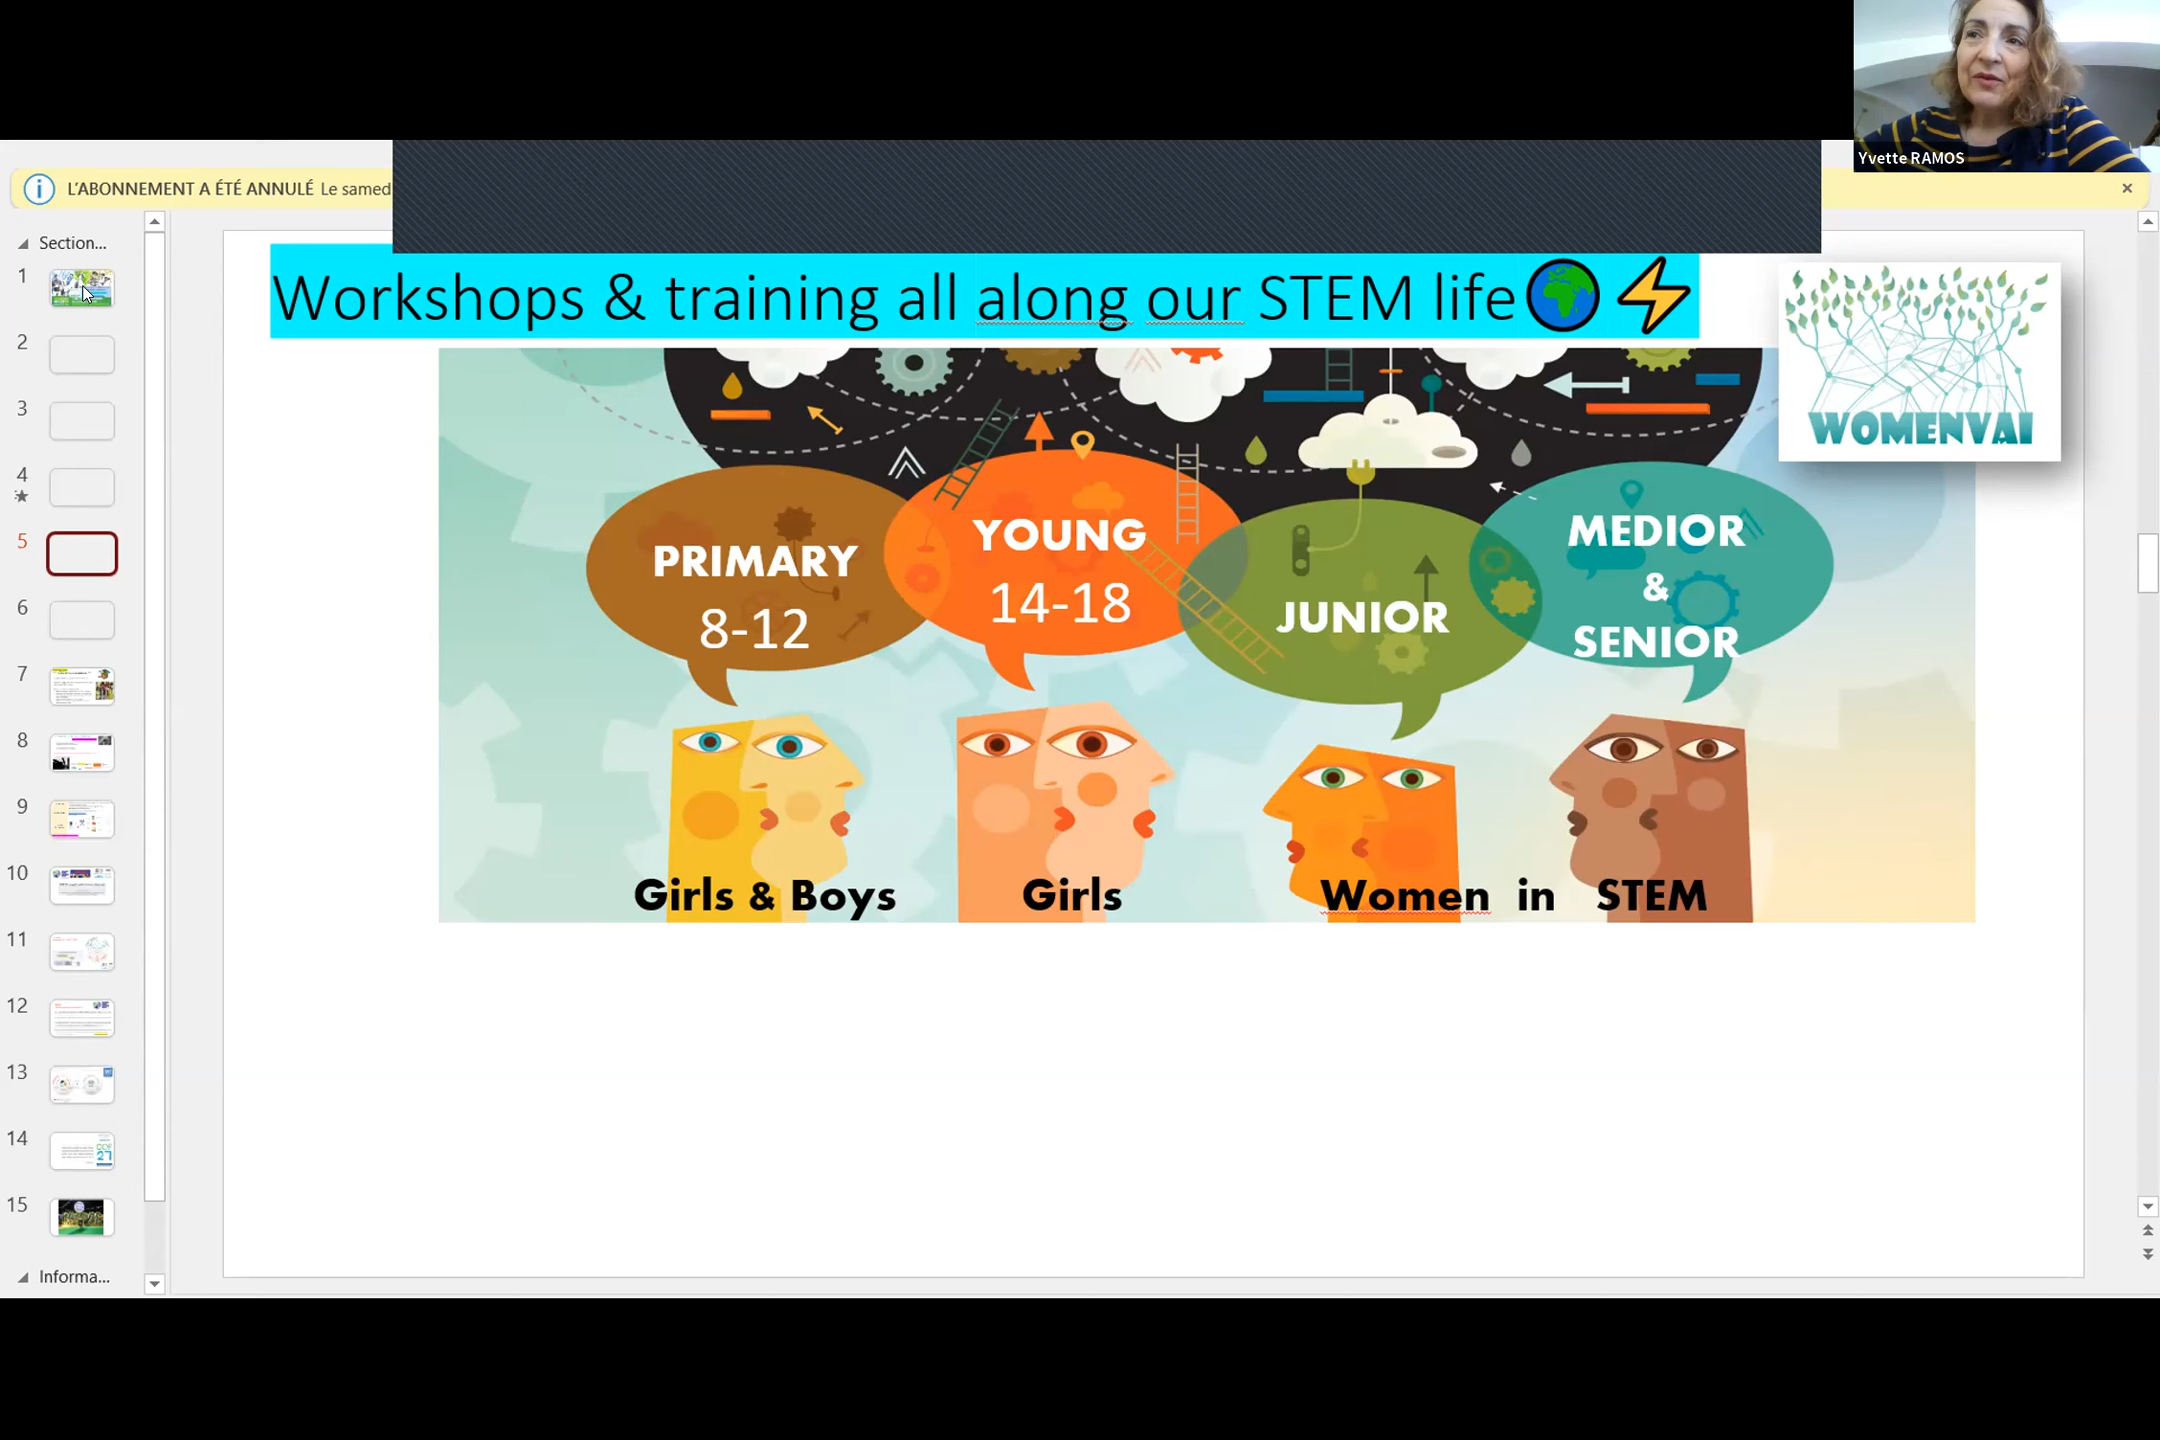 Yvette RAMOS
L'ABONNEMENT A ÉTÉ ANNULÉ Le samed
Section...
1
2
3
4
5
6
7
8
9
10
11
12
13
14
15
Informa...
Workshops & training all along our STEM life
WOMENVAI
PRIMARY
8-12
YOUNG
14-18
JUNIOR
MEDIOR
&
SENIOR
Girls & Boys
Girls
Women in STEM